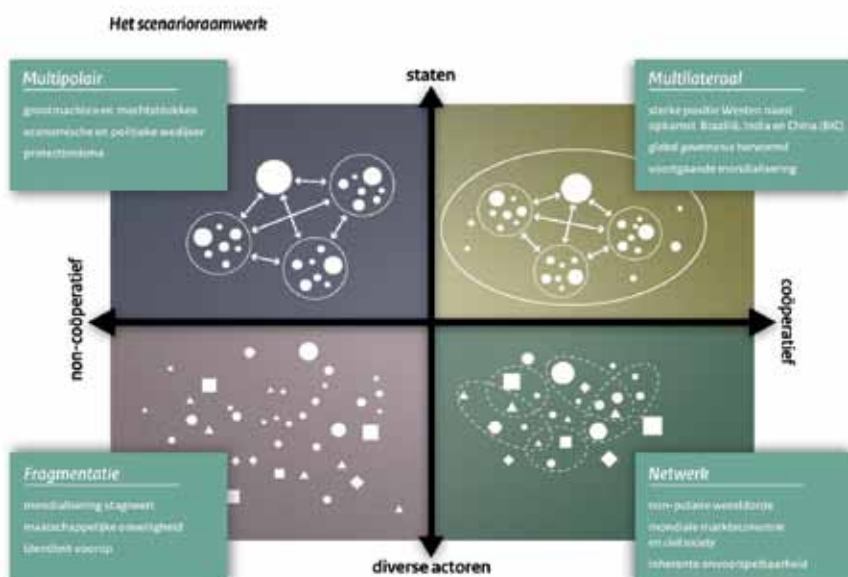 Het scenarioraamwerk
Multipolair
grootmachten en machtsblokken
economische en politieke wedijver
protectionisme
staten
Multilateraal
sterke positie Westen naast
opkomst Brazilië, India en China (BIC)
global governance hervormd
voortgaande mondialisering
non-coöperatief
coöperatief
Fragmentatie
mondialisering stagneert
maatschappelijke onveiligheid
identiteit voorop
diverse actoren
Netwerk
non-polaire wereldorde
mondiale markteconomie
en civil society
inherente onvoorspelbaarheid